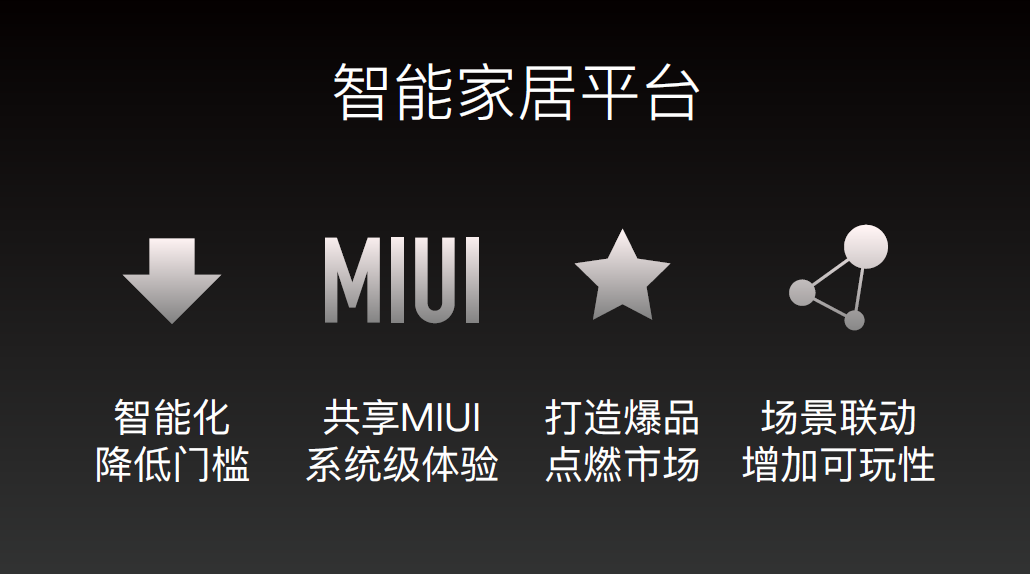 智能家居平台
MIUI
智能化
降低门槛
共享MIUI
系统级体验
打造爆品
点燃市场
场景联动
增加可玩性